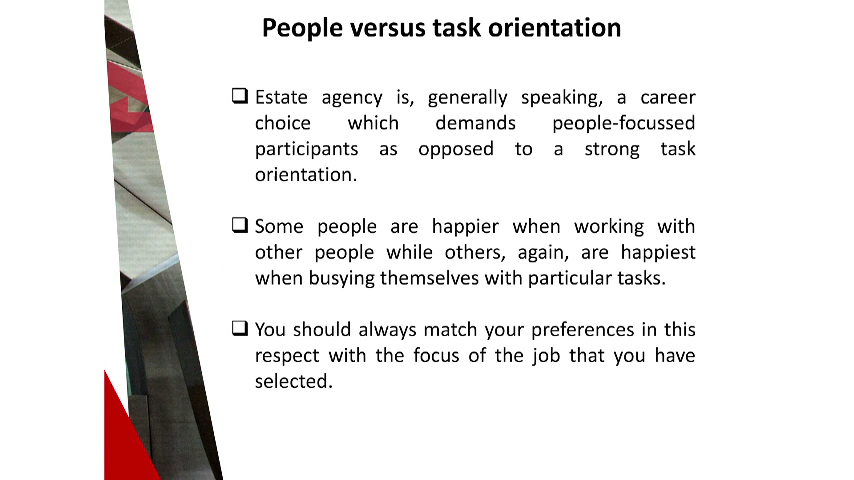 People versus task orientation
❑ Estate agency is, generally speaking, a career
choice which demands people-focussed
participants as opposed to a strong task
orientation.
❑ Some people are happier when working with
other people while others, again, are happiest
when busying themselves with particular tasks.
❑ You should always match your preferences in this
respect with the focus of the job that you have
selected.